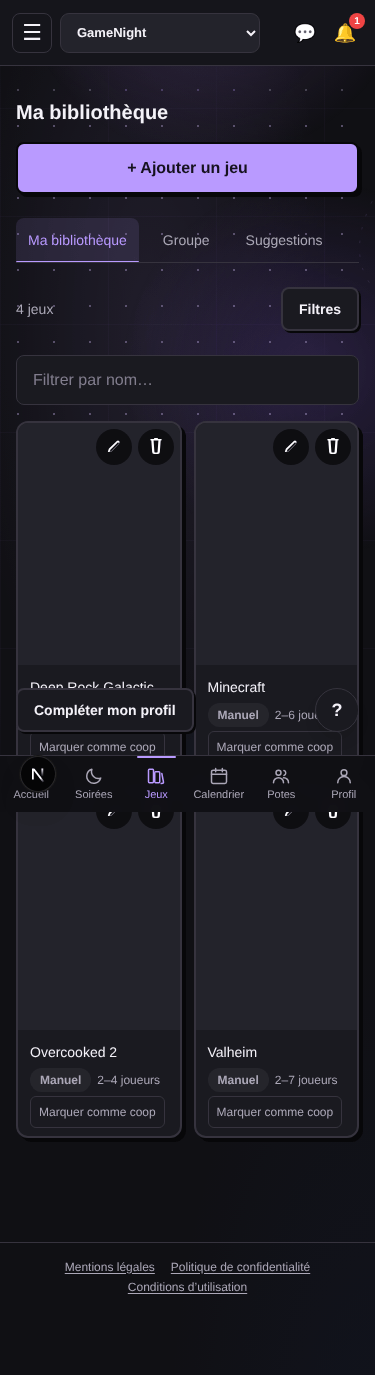 ☰
GameNight
1
Ma bibliothèque
+ Ajouter un jeu
Ma bibliothèque
Groupe
Suggestions
4 jeux
Filtres
Filtrer par nom…
Deep Rock Galactic
Minecraft
Manuel
2–6
Compléter mon profil
?
Marquer comme coop
Marquer comme coop
N
Accueil
Soirées
Jeux
Calendrier
Potes
Profil
Overcooked 2
Valheim
Manuel
2–4 joueurs
Manuel
2–7 joueurs
Marquer comme coop
Marquer comme coop
Mentions légales
Politique de confidentialité
Conditions d’utilisation